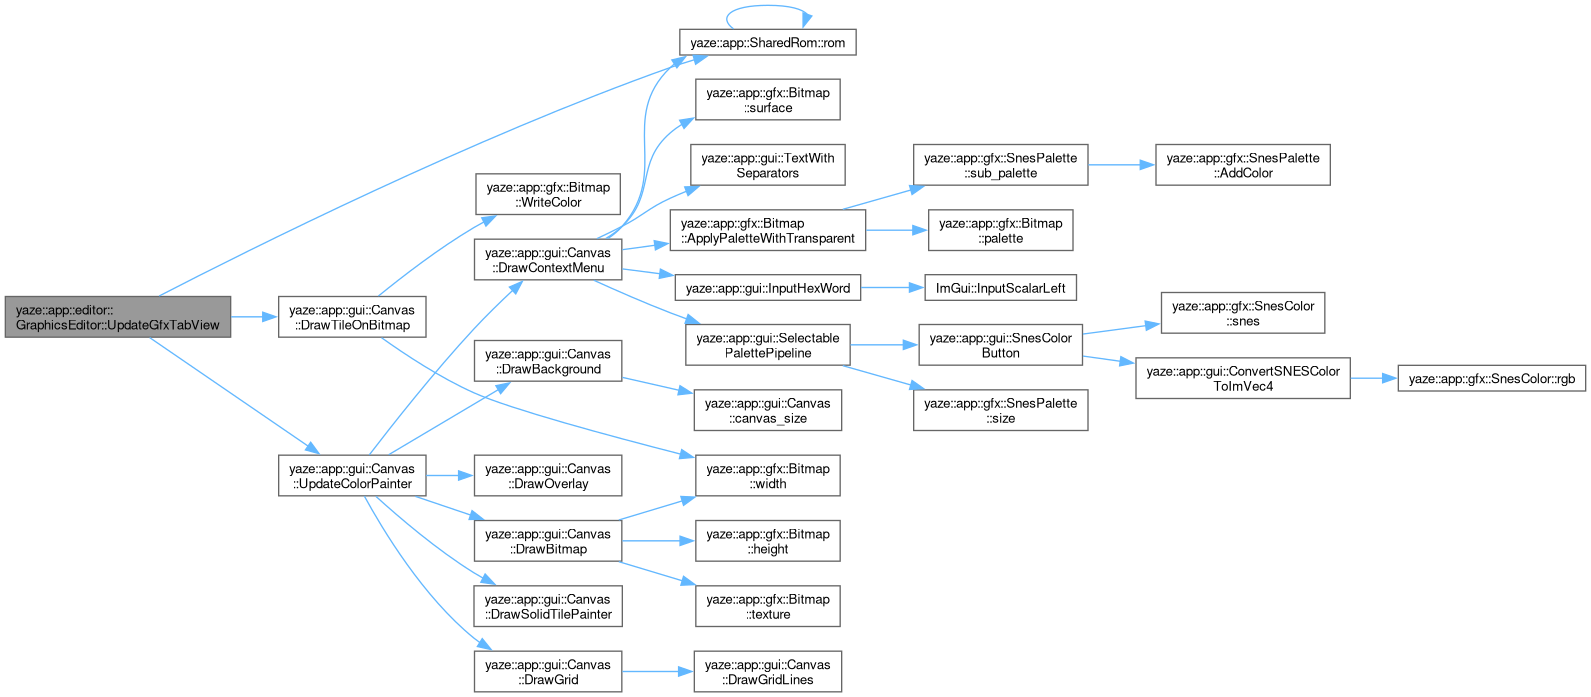 yaze::app::SharedRom::rom
yaze::app::gfx::Bitmap
::surface
yaze::app::gui::TextWith
Separators
yaze::app::gfx::SnesPalette
::sub_palette
yaze::app::gfx::SnesPalette
::AddColor
yaze::app::gfx::Bitmap
::WriteColor
yaze::app::gfx::Bitmap
::ApplyPaletteWithTransparent
yaze::app::gfx::Bitmap
::palette
yaze::app::gui::Canvas
::DrawContextMenu
yaze::app::gui::InputHexWord
ImGui::InputScalarLeft
yaze::app::editor::
GraphicsEditor::UpdateGfxTabView
yaze::app::gui::Canvas
::DrawTileOnBitmap
yaze::app::gfx::SnesColor
::snes
yaze::app::gui::Selectable
PalettePipeline
yaze::app::gui::SnesColor
Button
yaze::app::gui::Canvas
::DrawBackground
yaze::app::gui::ConvertSNESColor
ToImVec4
yaze::app::gfx::SnesColor::rgb
yaze::app::gui::Canvas
::canvas_size
yaze::app::gfx::SnesPalette
::size
yaze::app::gui::Canvas
::UpdateColorPainter
yaze::app::gui::Canvas
::DrawOverlay
yaze::app::gfx::Bitmap
::width
yaze::app::gui::Canvas
::DrawBitmap
yaze::app::gfx::Bitmap
::height
yaze::app::gui::Canvas
::DrawSolidTilePainter
yaze::app::gfx::Bitmap
::texture
yaze::app::gui::Canvas
::DrawGrid
yaze::app::gui::Canvas
::DrawGridLines